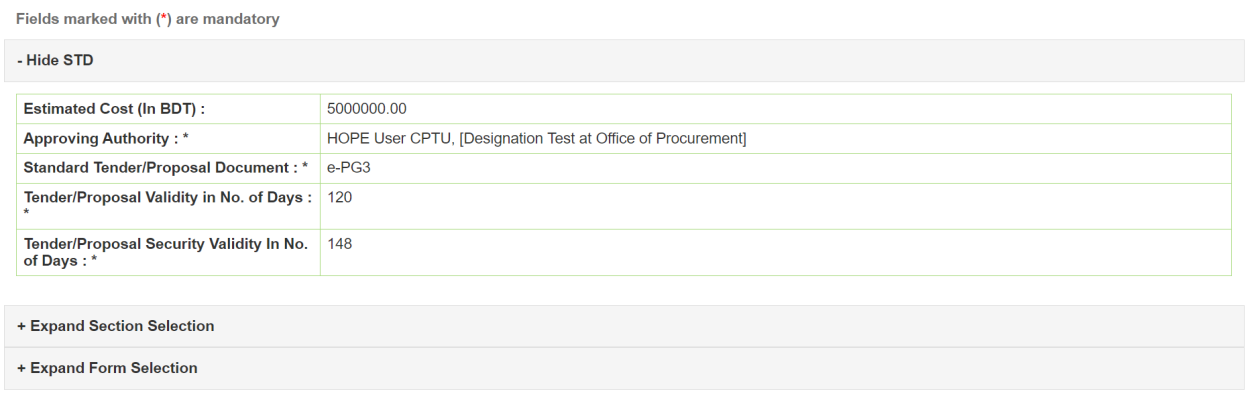 Fields marked with (*) are mandatory
- Hide STD
Estimated Cost (In BDT) : 5000000.00
Approving Authority : * HOPE User CPTU, [Designation Test at Office of Procurement]
Standard Tender/Proposal Document : * e-PG3
Tender/Proposal Validity in No. of Days : 120
*
Tender/Proposal Security Validity In No. 148
of Days : *
+ Expand Section Selection
+ Expand Form Selection